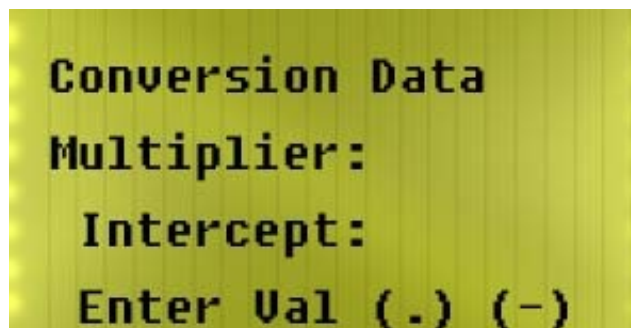 Conversion Data
Multiplier:
Intercept:
Enter Val (.) (-)